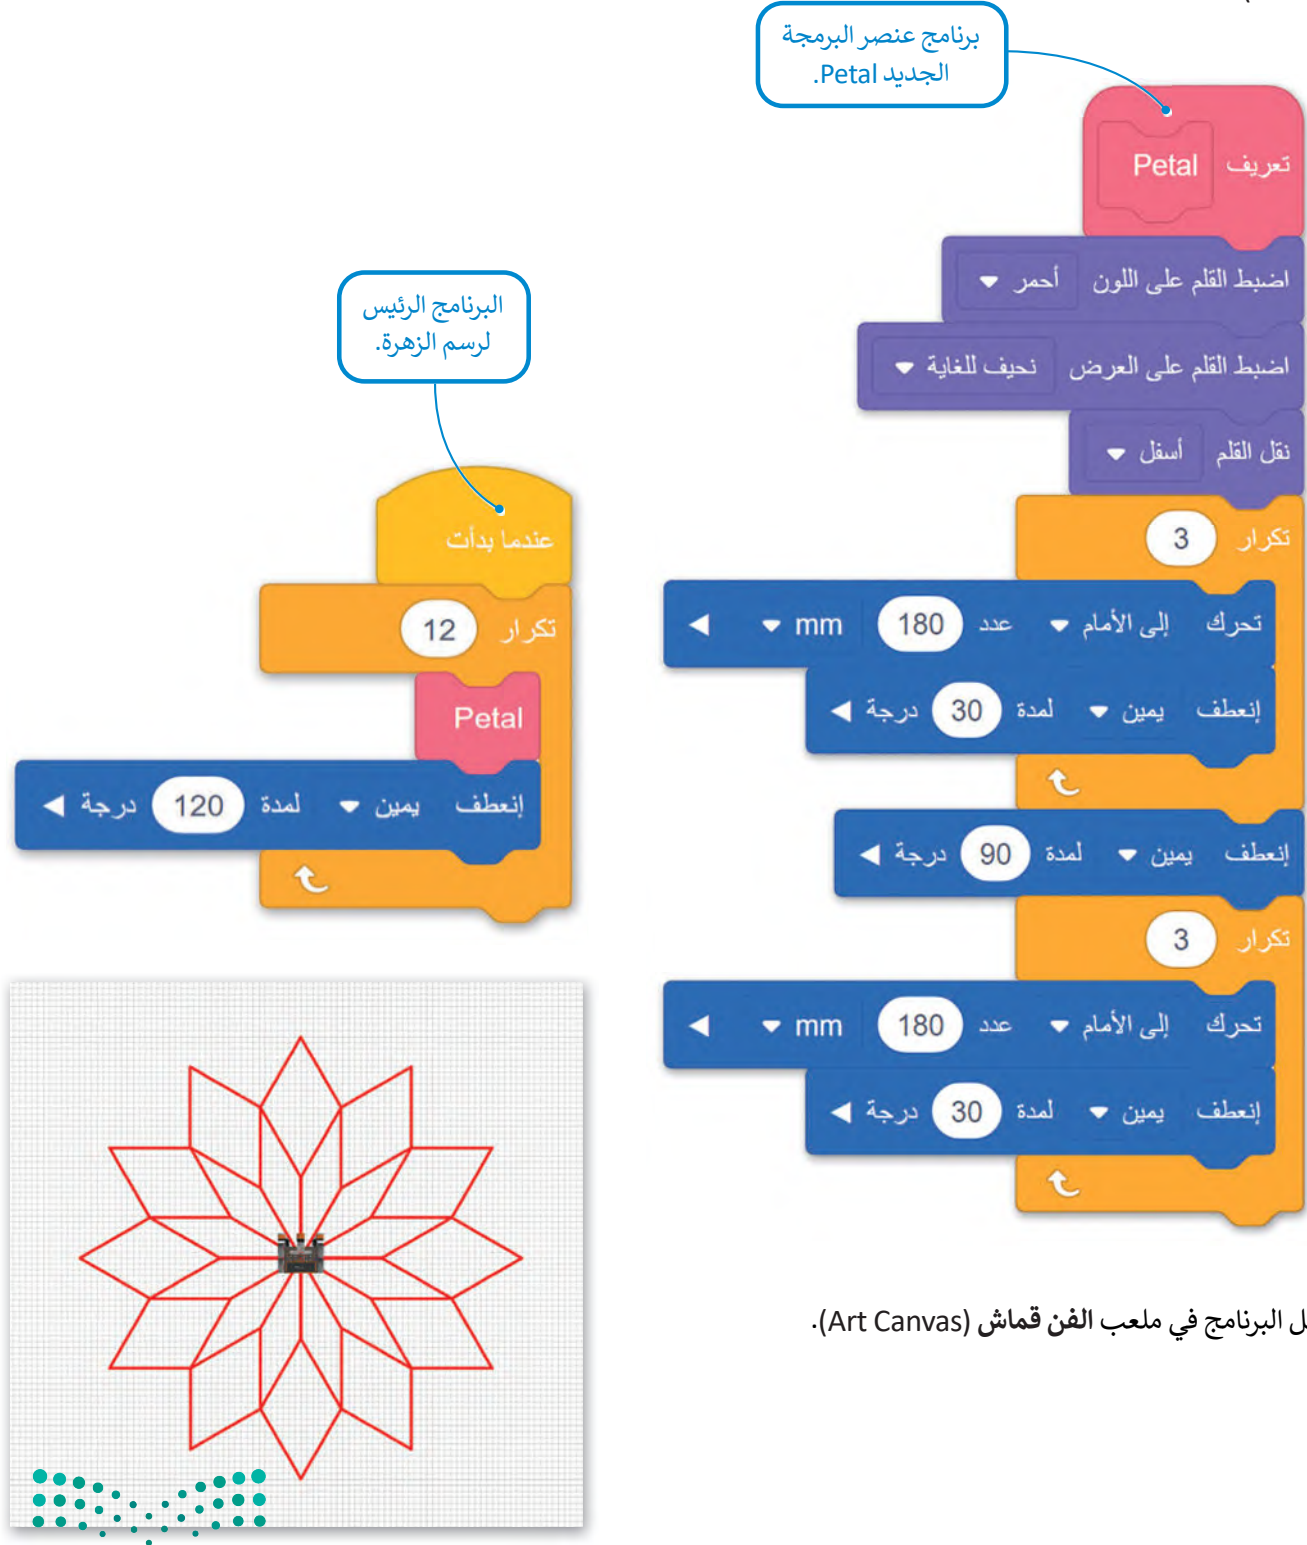 برنامج عنصر البرمجة
الجديد Petal.
تعريف Petal
اضبط القلم على اللون أحمر
اضبط القلم على العرض نحيف للغاية
نقل القلم أسفل
تكرار 3
تحرك إلى الأمام عدد 180 mm
إنعطف يمين لمدة 30 درجة
إنعطف يمين لمدة 90 درجة
تكرار 3
تحرك إلى الأمام عدد 180 mm
إنعطف يمين لمدة 30 درجة
البرنامج الرئيس
لرسم الزهرة.
عندما بدأت
تكرار 12
Petal
إنعطف يمين لمدة 120 درجة
البرنامج في ملعب الفن قماش (Art Canvas).